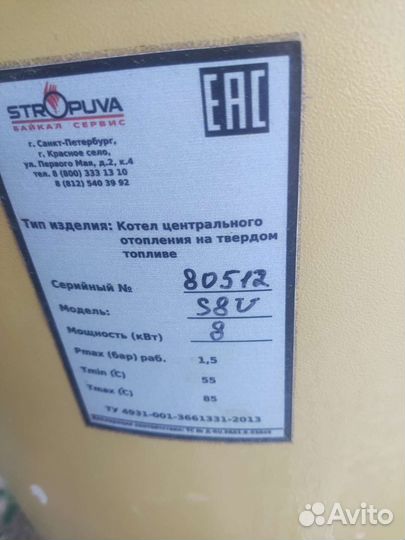 STROPUVA
БАЙКАЛ СЕРВИС
EAC
г. Санкт-Петербург,
г. Красное село,
ул. Первого Мая, д.2, к.4
тел. 8 (800) 333 13 10
8 (812) 540 39 92
Тип изделия: Котел центрального
отопления на твердом
топливе
Серийный № 80512
Модель: S8U
Мощность (кВт) 8
Pmax (бар) раб. 1,5
Tmin (C) 55
Tmax (C) 85
ТУ 4931-001-3661331-2013
Avito